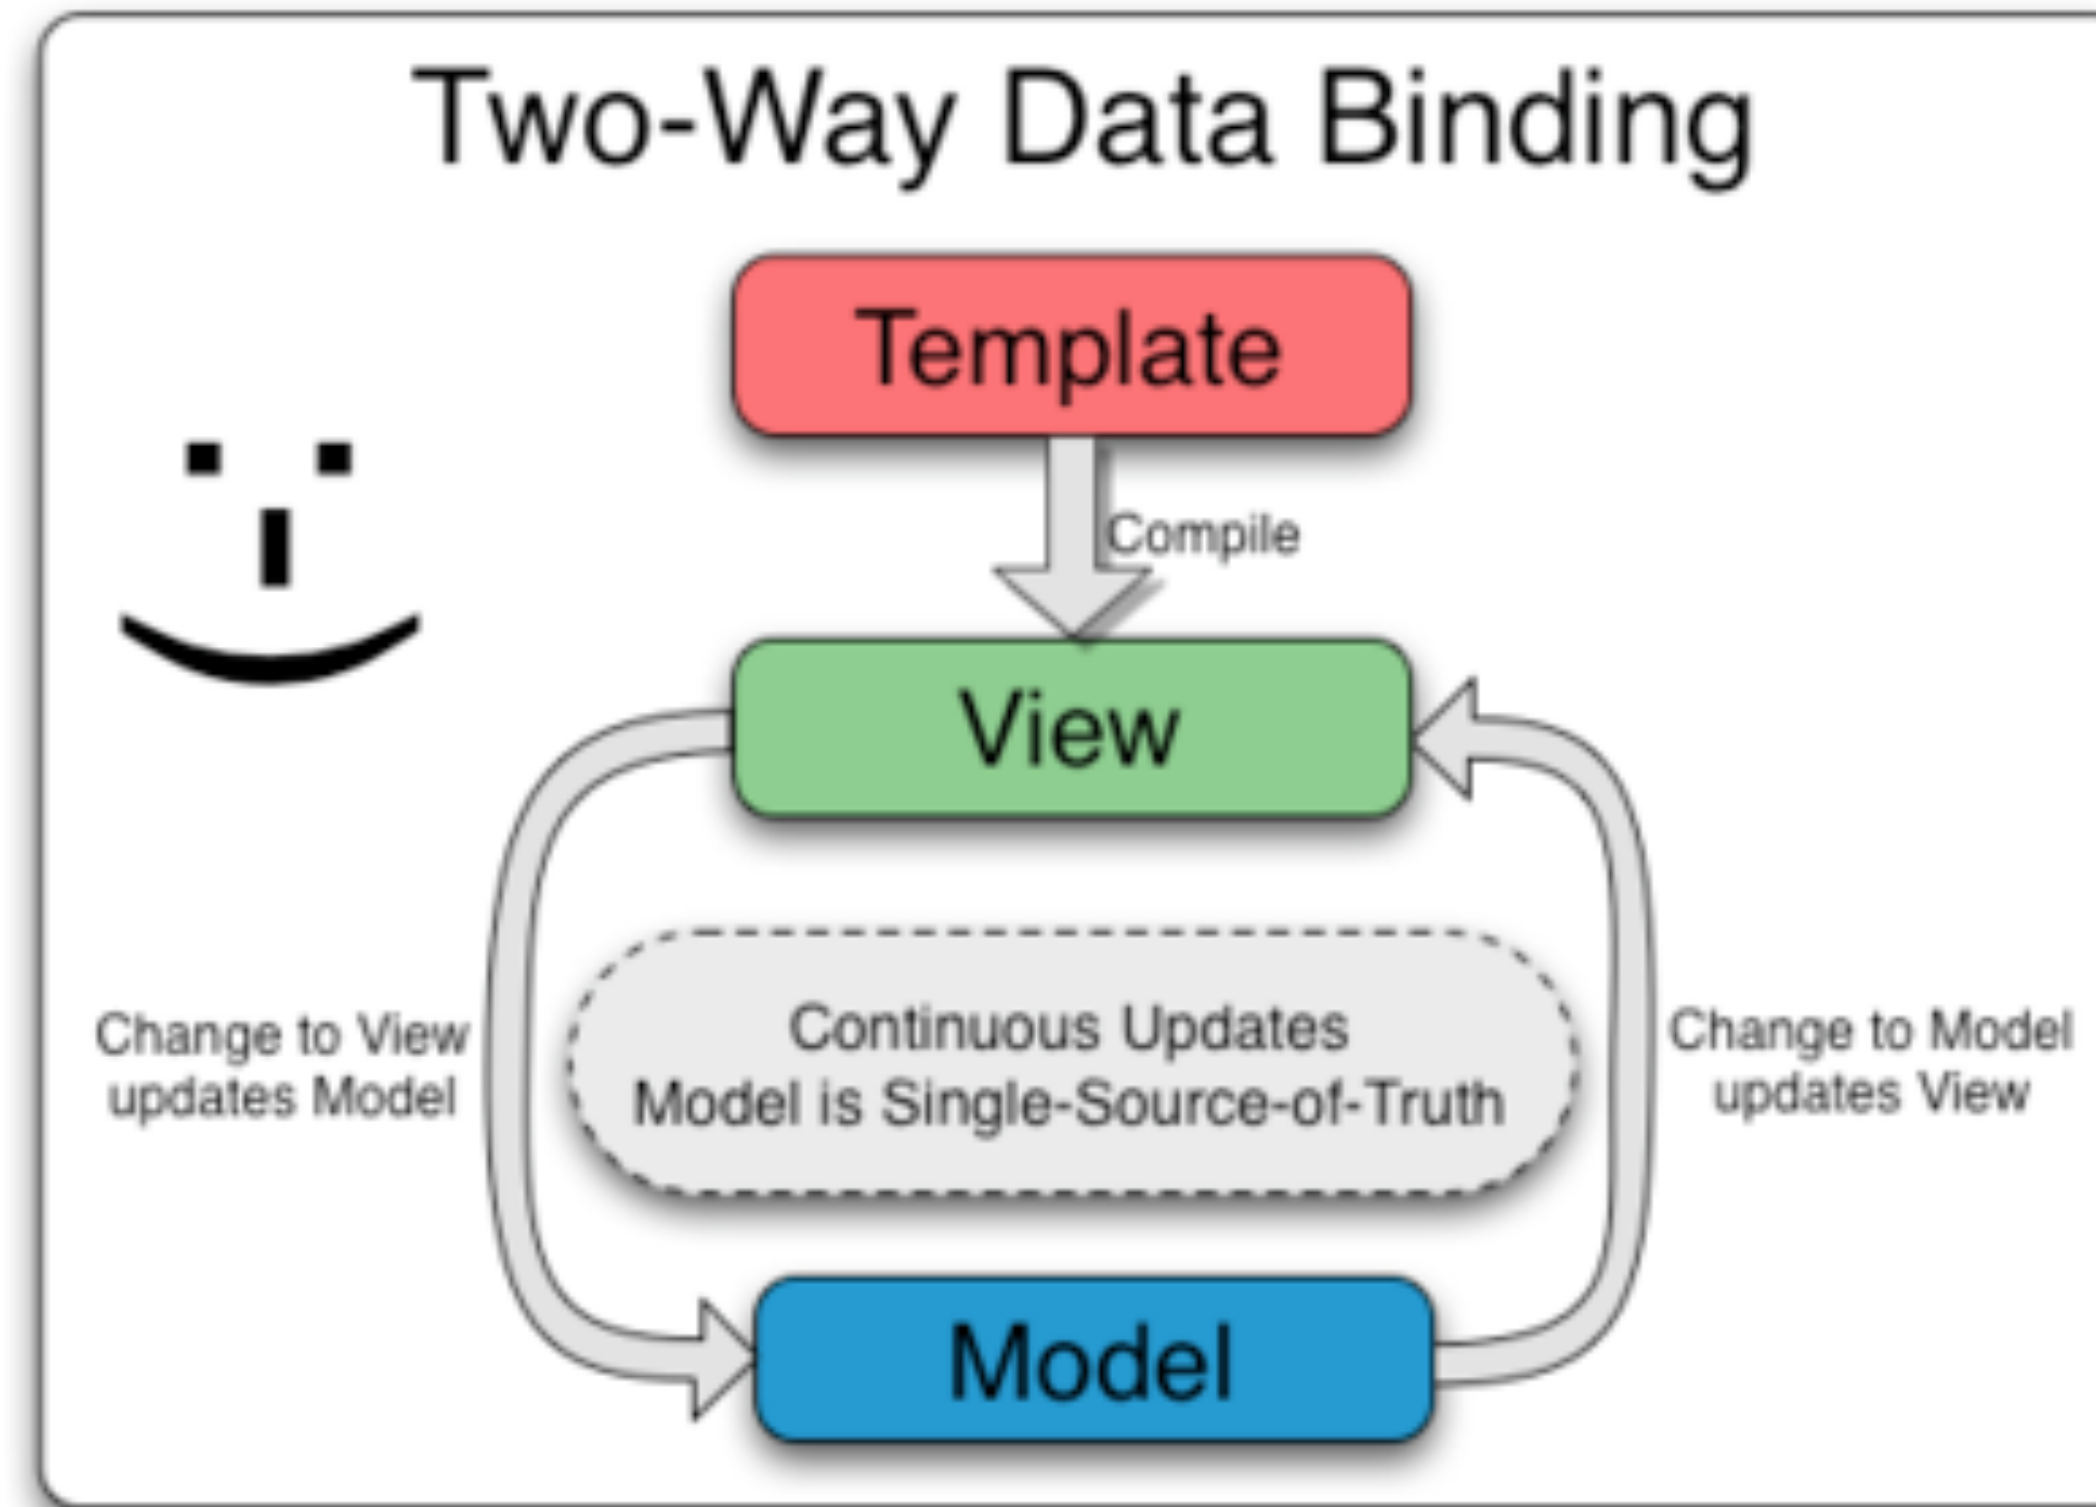 Two-Way Data Binding
Template
Compile
View
Change to View
updates Model
Continuous Updates
Model is Single-Source-of-Truth
Change to Model
updates View
Model